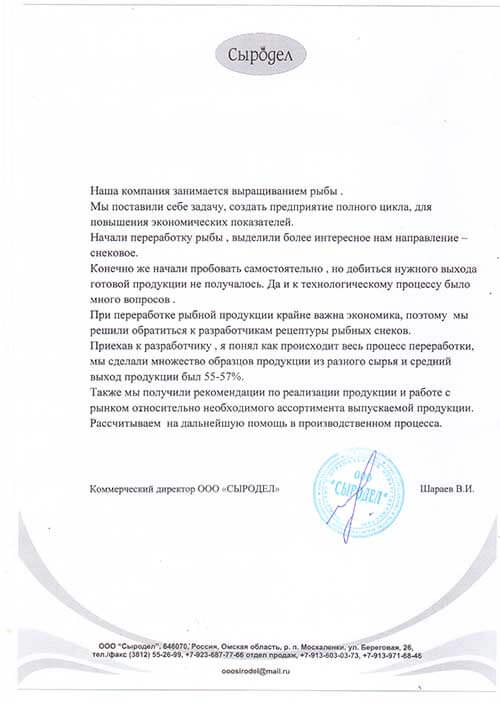 Сыродел
Наша компания занимается выращиванием рыбы .
Мы поставили себе задачу, создать предприятие полного цикла, для
повышения экономических показателей.
Начали переработку рыбы , выделили более интересное нам направление –
снековое.
Конечно же начали пробовать самостоятельно , но добиться нужного выхода
готовой продукции не получалось. Да и к технологическому процессу было
много вопросов .
При переработке рыбной продукции крайне важна экономика, поэтому мы
решили обратиться к разработчикам рецептуры рыбных снеков.
Приехав к разработчику , я понял как происходит весь процесс переработки,
мы сделали множество образцов продукции из разного сырья и средний
выход продукции был 55-57%.
Также мы получили рекомендации по реализации продукции и работе с
рынком относительно необходимого ассортимента выпускаемой продукции.
Рассчитываем на дальнейшую помощь в производственном процесса.
Коммерческий директор ООО «СЫРОДЕЛ»
ООО
"СЫРОДЕЛ"
Шараев В.И.
ООО "Сыродел", 646070, Россия, Омская область, р. п. Москаленки, ул. Береговая, 26,
тел./факс (3812) 55-26-99, +7-923-687-77-66 отдел продаж, +7-913-603-03-73, +7-913-971-68-46
ooosirodel@mail.ru